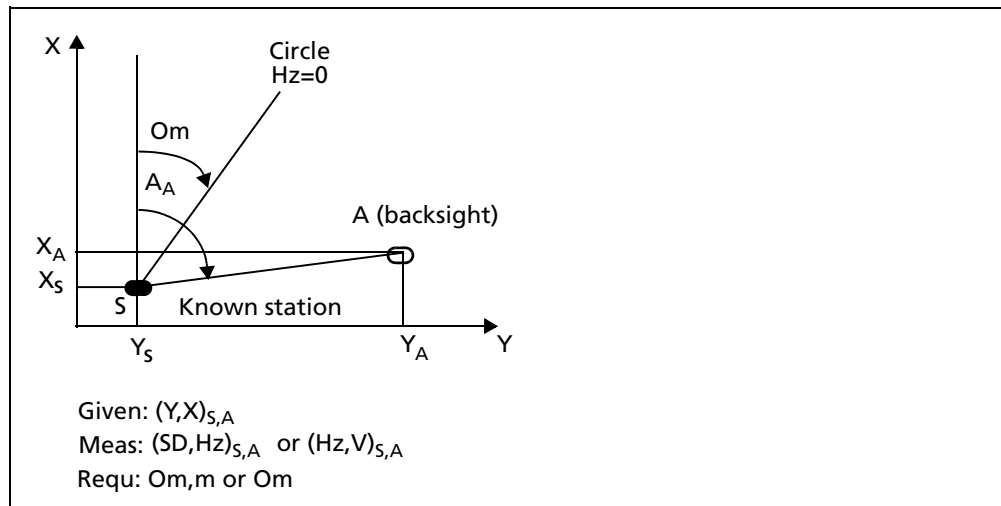 X
Circle
Hz=0
Om
A_A
A (backsight)
X_A
X_S
S
Known station
Y_S
Y_A
Y
Given: (Y,X)_S,A
Meas: (SD,Hz)_S,A or (Hz,V)_S,A
Requ: Om,m or Om